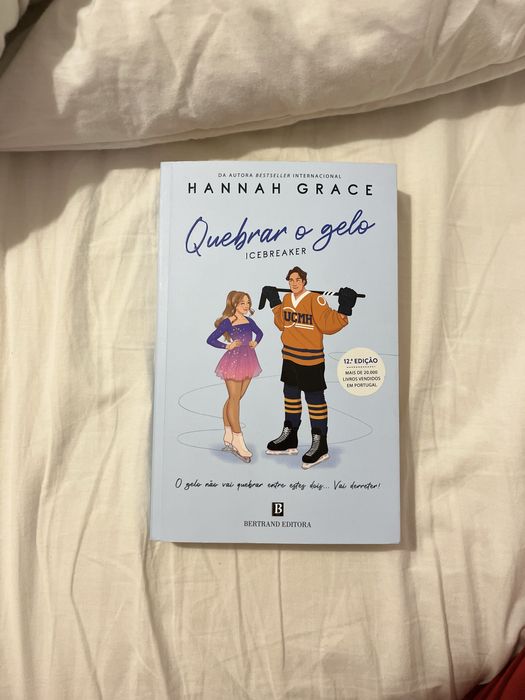 DA AUTORA BESTSELLER INTERNACIONAL
HANNAH GRACE
Quebrar o gelo
ICEBREAKER
UCMH
12.ª EDIÇÃO
MAIS DE 20.000
LIVROS VENDIDOS
EM PORTUGAL
O gelo não vai quebrar entre estes dois... Vai derreter!
B
BERTRAND EDITORA